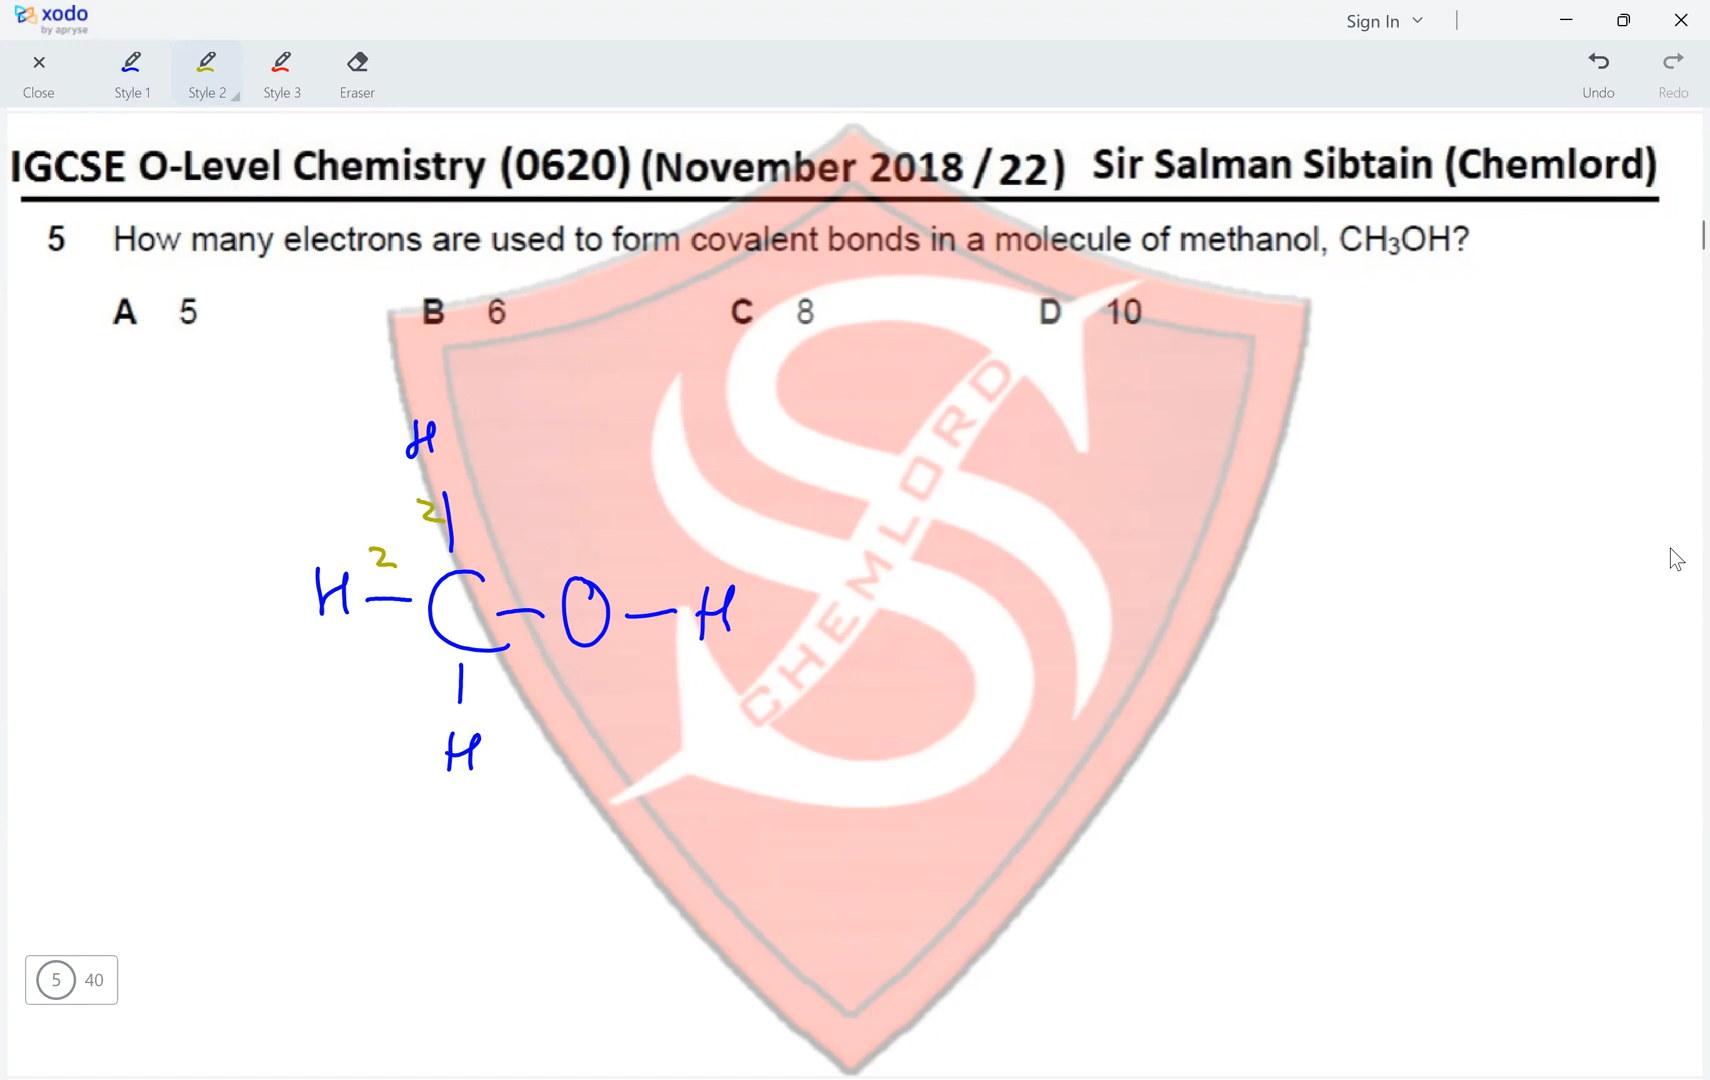 xodo
by apryse
Sign In
Close
Style 1
Style 2
Style 3
Eraser
Undo
Redo
IGCSE O-Level Chemistry (0620) (November 2018 / 22) Sir Salman Sibtain (Chemlord)
5 How many electrons are used to form covalent bonds in a molecule of methanol, CH₃OH?
A 5 B 6 C 8 D 10
H
2
2
H – C – O – H
H
CHEMLORD
5 40